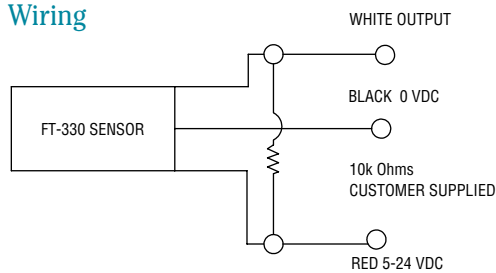 Wiring
WHITE OUTPUT
BLACK 0 VDC
FT-330 SENSOR
10k Ohms
CUSTOMER SUPPLIED
RED 5-24 VDC